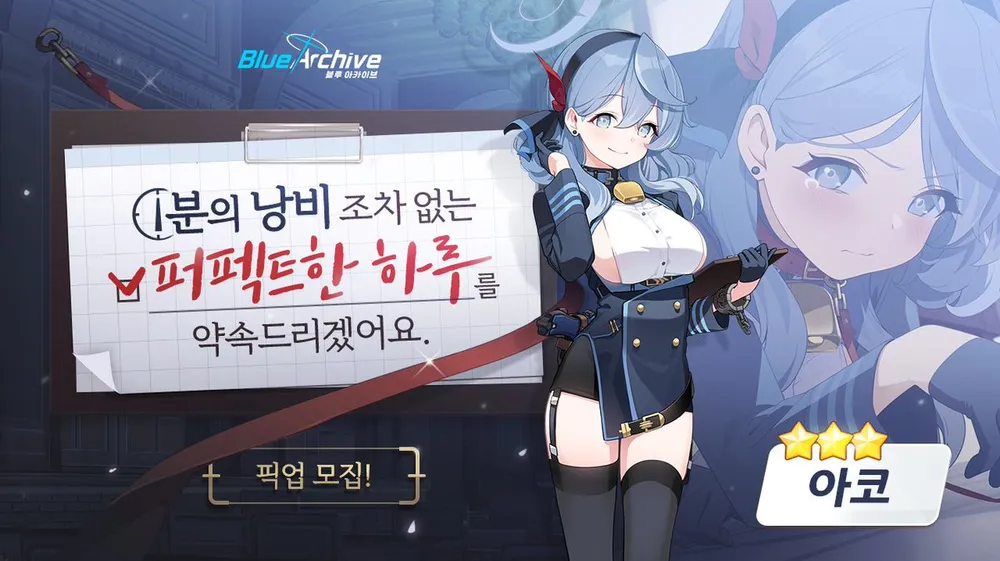 Blue Archive
블루 아카이브
1분의 낭비 조차 없는
퍼펙트한 하루를
약속드리겠어요.
픽업 모집!
아코